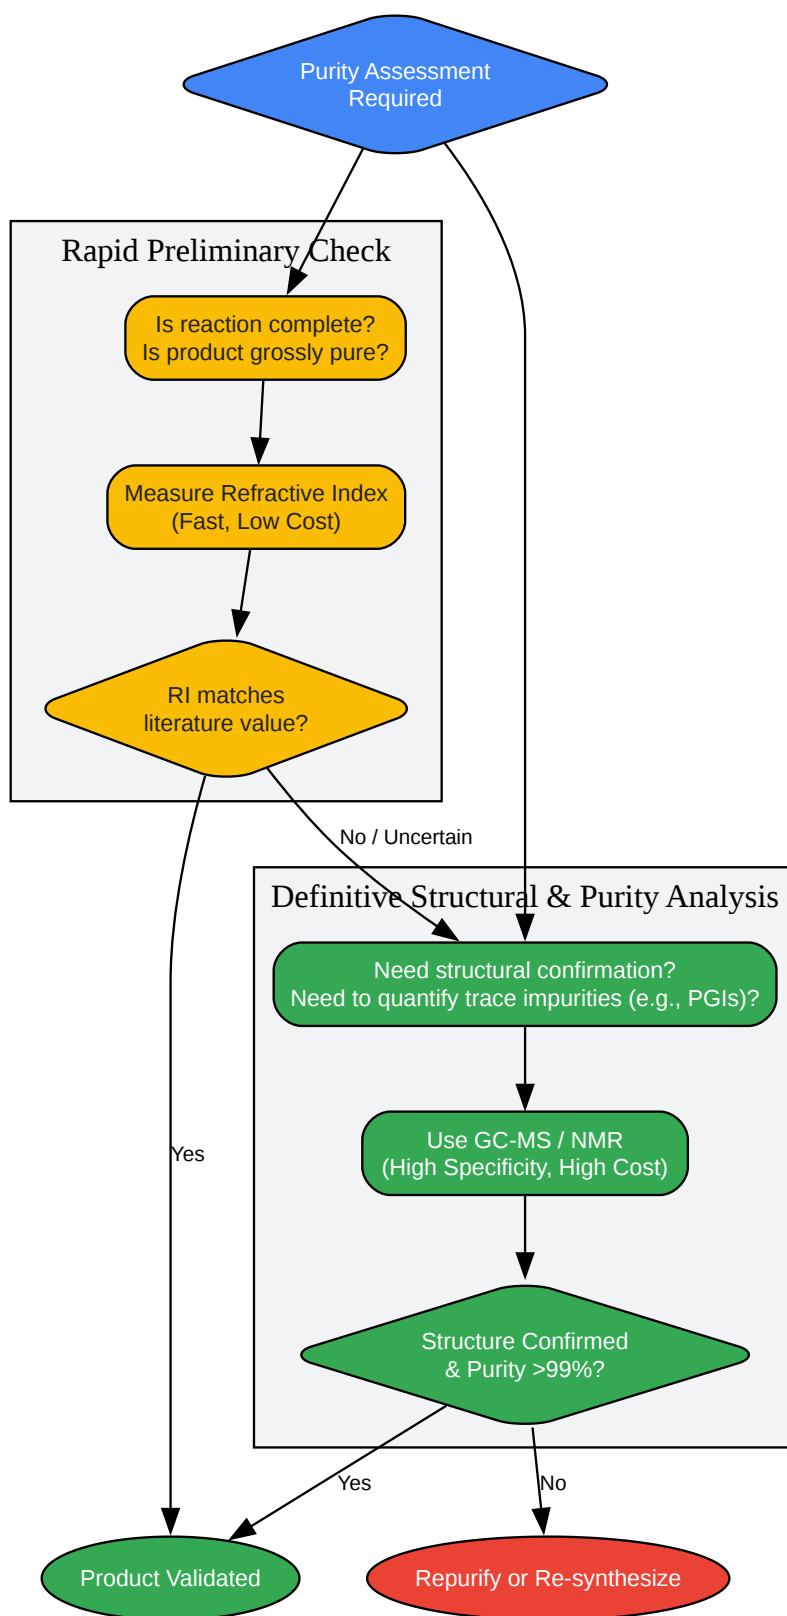 Purity Assessment
Required
Rapid Preliminary Check
Is reaction complete?
Is product grossly pure?
Measure Refractive Index
(Fast, Low Cost)
RI matches
literature value?
No / Uncertain
Definitive Structural & Purity Analysis
Need structural confirmation?
Need to quantify trace impurities (e.g., PGIs)?
Use GC-MS / NMR
(High Specificity, High Cost)
Yes
Structure Confirmed
& Purity >99%?
Yes
No
Product Validated
Repurify or Re-synthesize